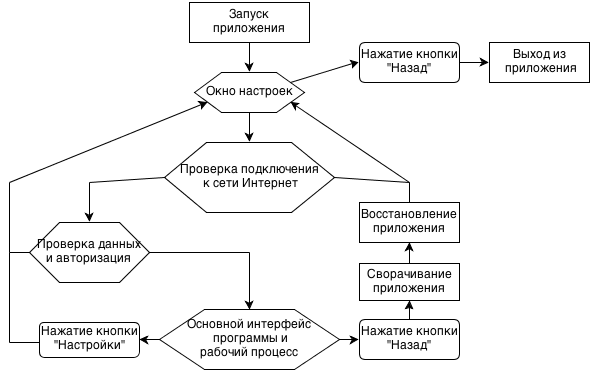 Запуск
приложения
Нажатие кнопки
"Назад"
Выход из
приложения
Окно настроек
Проверка подключения
к сети Интернет
Восстановление
приложения
Проверка данных
и авторизация
Сворачивание
приложения
Нажатие кнопки
"Настройки"
Основной интерфейс
программы и
рабочий процесс
Нажатие кнопки
"Назад"